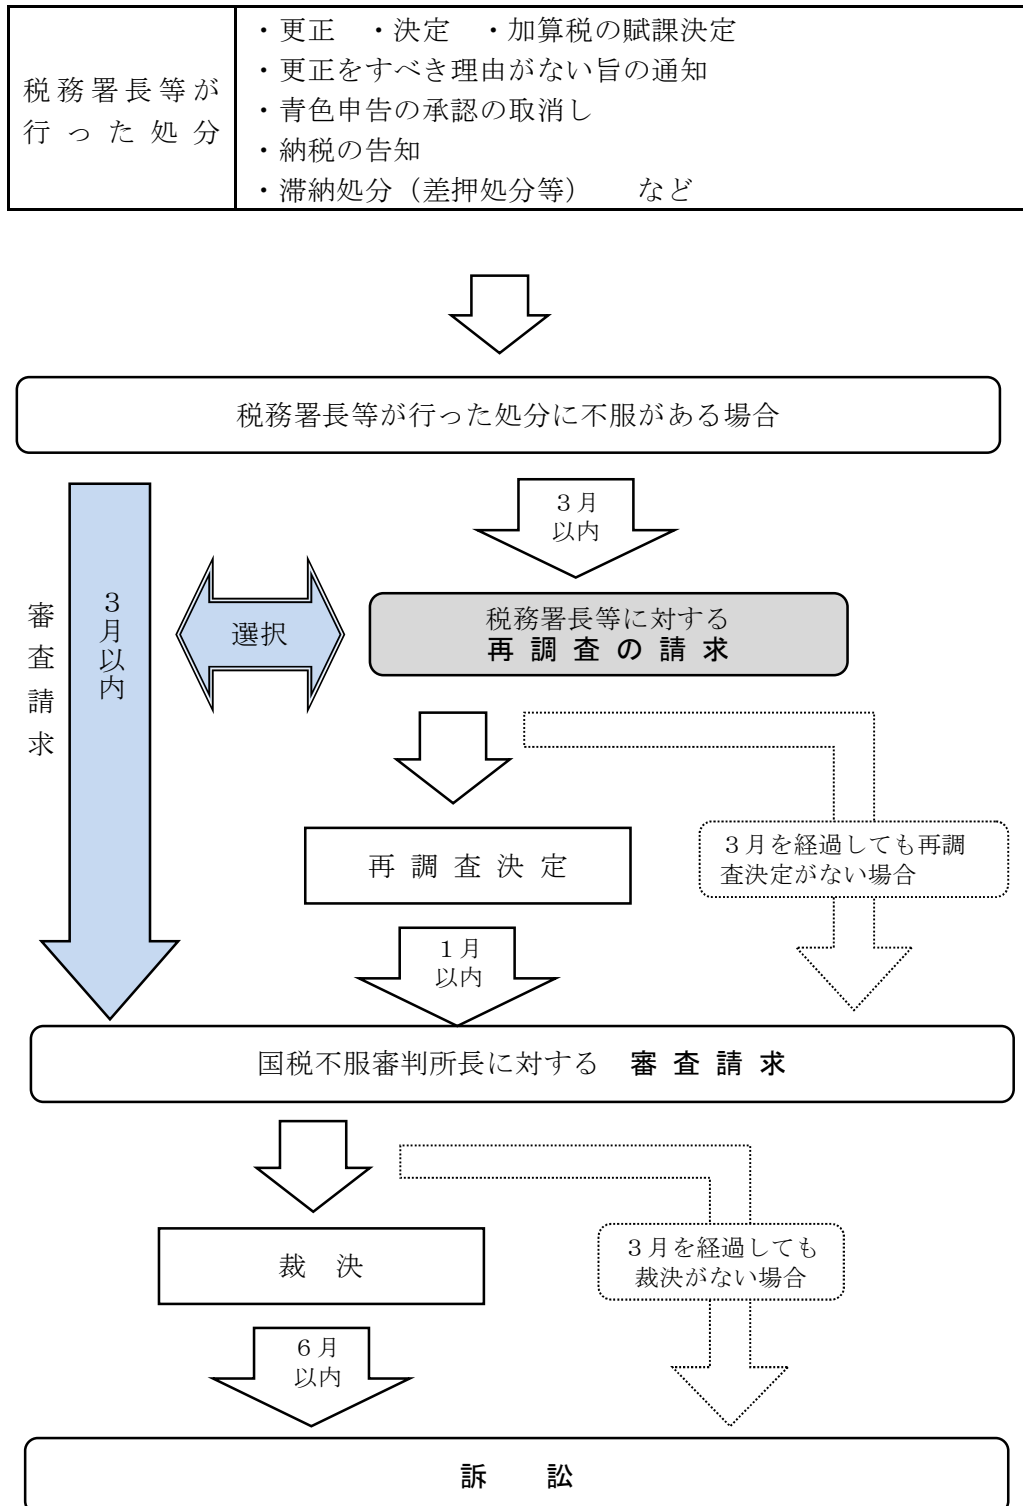 税務署長等が
行った処分
・更正　・決定　・加算税の賦課決定
・更正をすべき理由がない旨の通知
・青色申告の承認の取消し
・納税の告知
・滞納処分（差押処分等）　　など
税務署長等が行った処分に不服がある場合
３月
以内
審査請求
３月以内
選択
税務署長等に対する
再調査の請求
再調査決定
３月を経過しても再調
査決定がない場合
１月
以内
国税不服審判所長に対する　審査請求
裁　決
３月を経過しても
裁決がない場合
６月
以内
訴　　訟